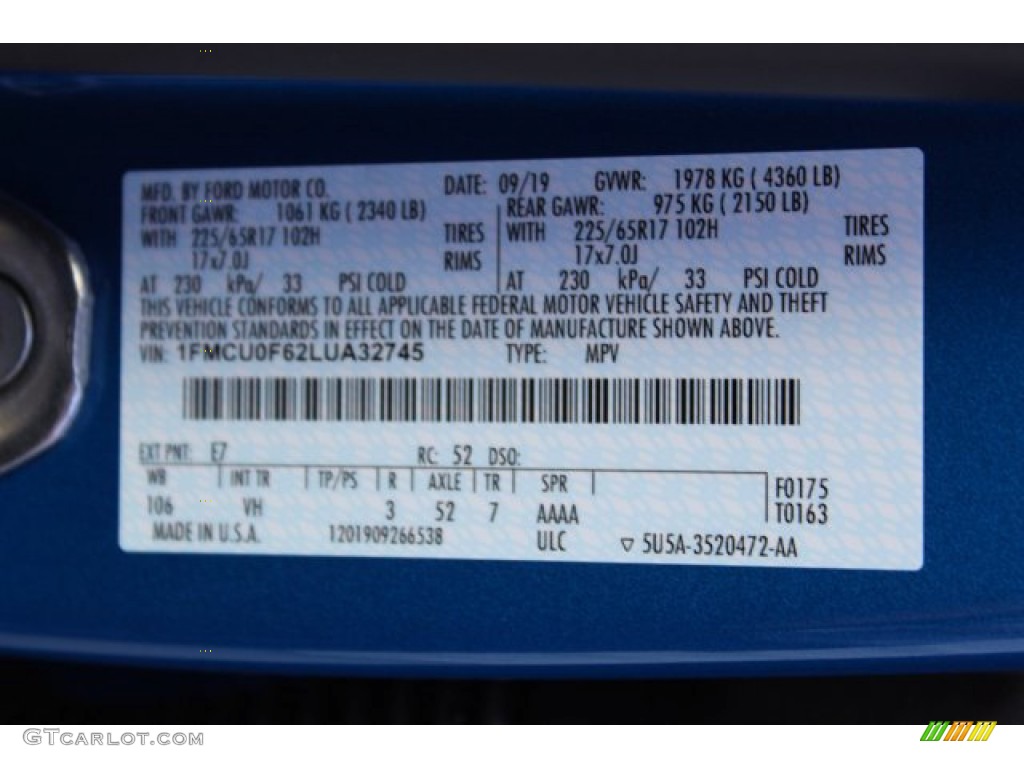 MFD. BY FORD MOTOR CO. DATE: 09/19 GVWR: 1978 KG ( 4360 LB)
FRONT GAWR: 1061 KG ( 2340 LB) REAR GAWR: 975 KG ( 2150 LB)
WITH 225/65R17 102H TIRES WITH 225/65R17 102H TIRES
17x7.0J RIMS 17x7.0J RIMS
AT 230 kPa/ 33 PSI COLD AT 230 kPa/ 33 PSI COLD
THIS VEHICLE CONFORMS TO ALL APPLICABLE FEDERAL MOTOR VEHICLE SAFETY AND THEFT
PREVENTION STANDARDS IN EFFECT ON THE DATE OF MANUFACTURE SHOWN ABOVE.
VIN: 1FMCU0F62LUA32745 TYPE: MPV
EXT PNT: E7 RC: 52 DSO:
WB INT TR TP/PS R AXLE TR SPR F0175
106 VH 3 52 7 AAAA T0163
MADE IN U.S.A. 1201909266538 ULC ▽ 5U5A-3520472-AA
GTCarlot.com